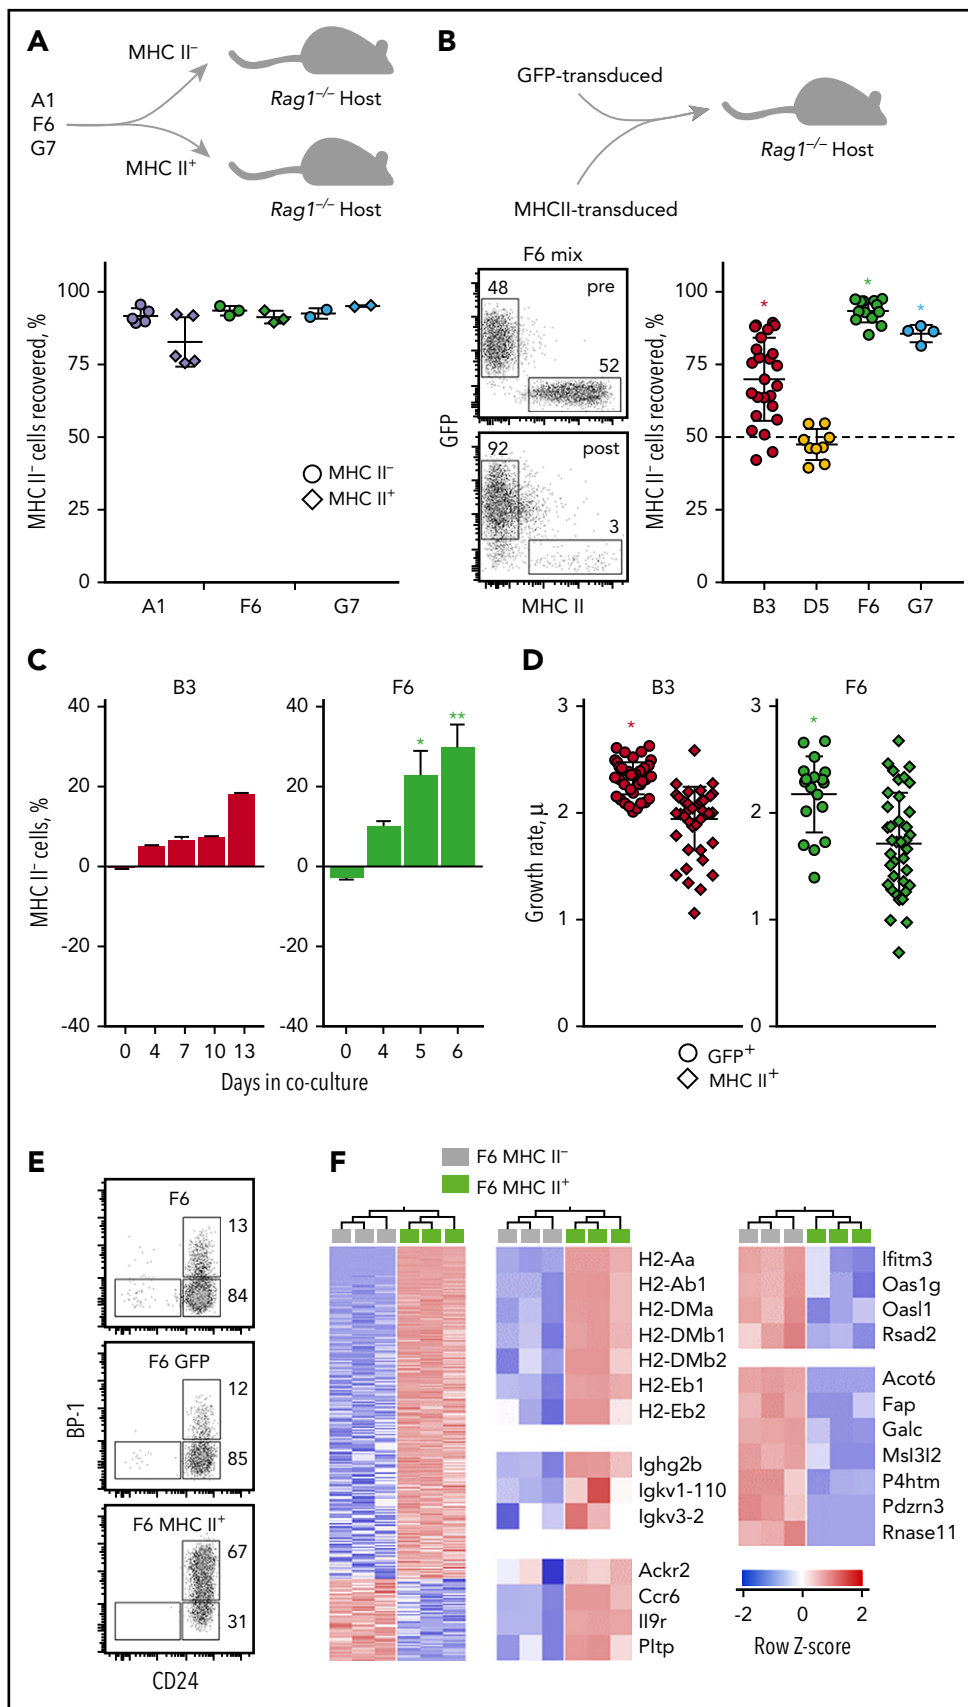 A
MHC II⁻
A1
F6
G7
Rag1⁻/⁻ Host
MHC II⁺
Rag1⁻/⁻ Host
B
GFP-transduced
Rag1⁻/⁻ Host
MHCII-transduced
MHC II⁻ cells recovered, %
100
75
50
25
0
MHC II⁻
MHC II⁺
A1 F6 G7
F6 mix
48 pre
52
92 post
3
GFP
MHC II
MHC II⁻ cells recovered, %
100
75
50
25
0
* * *
B3 D5 F6 G7
C
B3 F6
MHC II⁻ cells, %
40
20
0
-20
-40
0 4 7 10 13
40
20
0
-20
-40
* **
0 4 5 6
Days in co-culture
D
B3 F6
Growth rate, μ
3
2
1
0
*
3
2
1
0
*
GFP⁺
MHC II⁺
E
F6
13
84
F6 GFP
12
85
F6 MHC II⁺
67
31
BP-1
CD24
F
F6 MHC II⁻
F6 MHC II⁺
H2-Aa
H2-Ab1
H2-DMa
H2-DMb1
H2-DMb2
H2-Eb1
H2-Eb2
Ighg2b
Igkv1-110
Igkv3-2
Ackr2
Ccr6
Il9r
Pltp
Ifitm3
Oas1g
Oasl1
Rsad2
Acot6
Fap
Galc
Msl3l2
P4htm
Pdzrn3
Rnase11
-2 0 2
Row Z-score